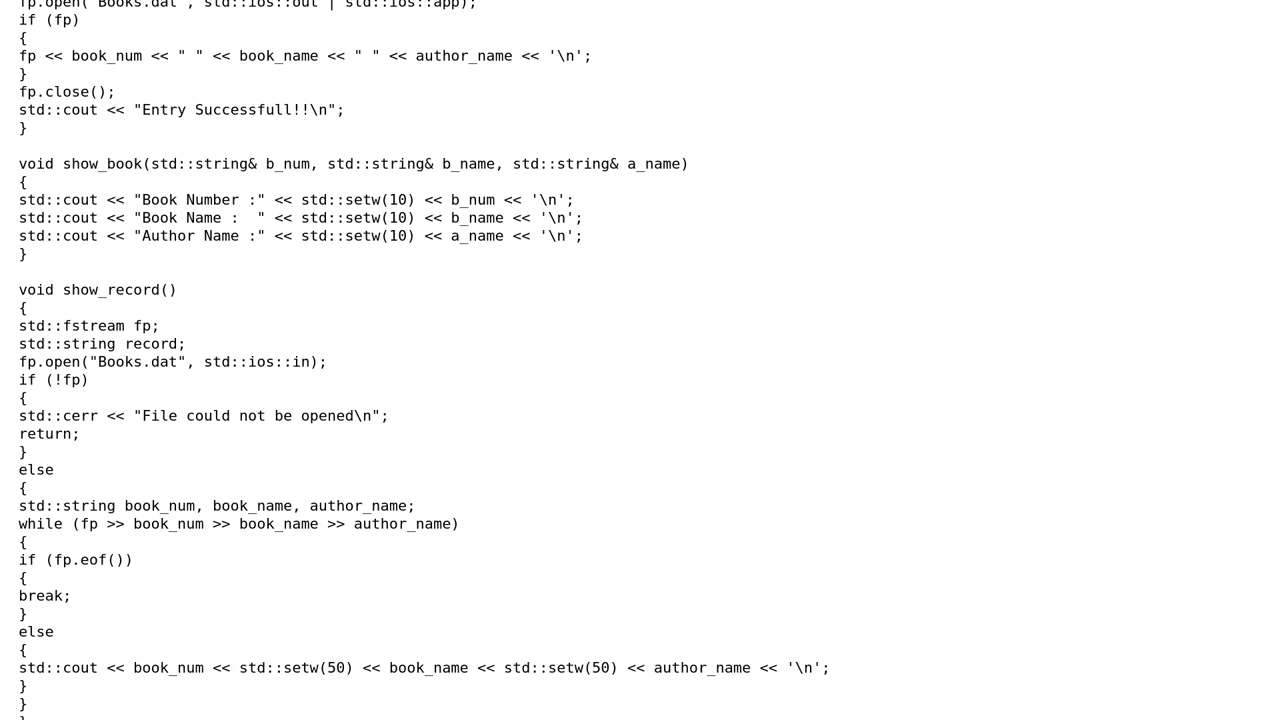 fp.open("Books.dat", std::ios::out | std::ios::app);
if (fp)
{
fp << book_num << " " << book_name << " " << author_name << '\n';
}
fp.close();
std::cout << "Entry Successfull!!\n";
}

void show_book(std::string& b_num, std::string& b_name, std::string& a_name)
{
std::cout << "Book Number :" << std::setw(10) << b_num << '\n';
std::cout << "Book Name :  " << std::setw(10) << b_name << '\n';
std::cout << "Author Name :" << std::setw(10) << a_name << '\n';
}

void show_record()
{
std::fstream fp;
std::string record;
fp.open("Books.dat", std::ios::in);
if (!fp)
{
std::cerr << "File could not be opened\n";
return;
}
else
{
std::string book_num, book_name, author_name;
while (fp >> book_num >> book_name >> author_name)
{
if (fp.eof())
{
break;
}
else
{
std::cout << book_num << std::setw(50) << book_name << std::setw(50) << author_name << '\n';
}
}
}